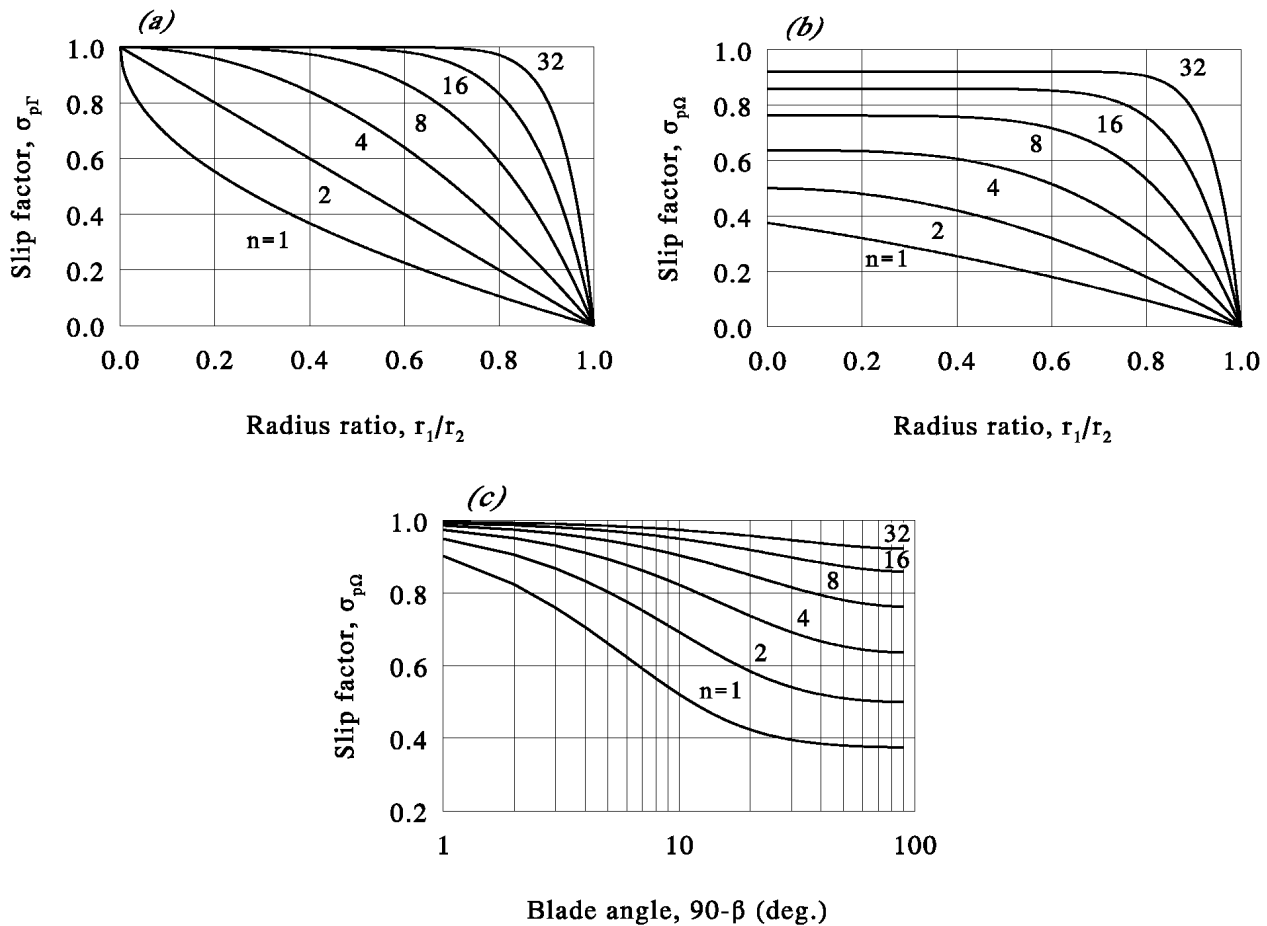 (a)
Slip factor, σpΓ
1.0
0.8
0.6
0.4
0.2
0.0
32
16
8
4
2
n=1
0.0 0.2 0.4 0.6 0.8 1.0
Radius ratio, r1/r2
(b)
Slip factor, σpΩ
1.0
0.8
0.6
0.4
0.2
0.0
32
16
8
4
2
n=1
0.0 0.2 0.4 0.6 0.8 1.0
Radius ratio, r1/r2
(c)
Slip factor, σpΩ
1.0
0.8
0.6
0.4
0.2
32
16
8
4
2
n=1
1 10 100
Blade angle, 90-β (deg.)